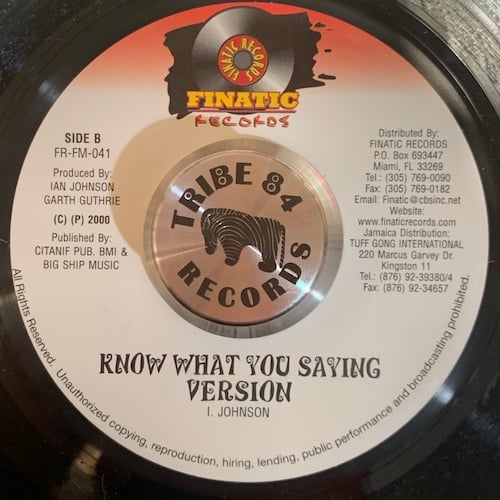 FINATIC RECORDS
FINATIC
RECORDS
SIDE B
FR-FM-041
Produced By:
IAN JOHNSON
GARTH GUTHRIE
(C) (P) 2000
Published By:
CITANIF PUB. BMI &
BIG SHIP MUSIC
TRIBE 84
RECORDS
Distributed By:
FINATIC RECORDS
P.O. Box 693447
Miami, FL 33269
Tel.: (305) 769-0090
Fax: (305) 769-0182
Email: Finatic@cbsinc.net
Website:
www.finaticrecords.com
Jamaica Distribution:
TUFF GONG INTERNATIONAL
220 Marcus Garvey Dr.
Kingston 11
Tel.: (876) 92-39380/4
Fax: (876) 92-34657
KNOW WHAT YOU SAYING
VERSION
I. JOHNSON
All Rights Reserved. Unauthorized copying, reproduction, hiring, lending, public performance and broadcasting prohibited.